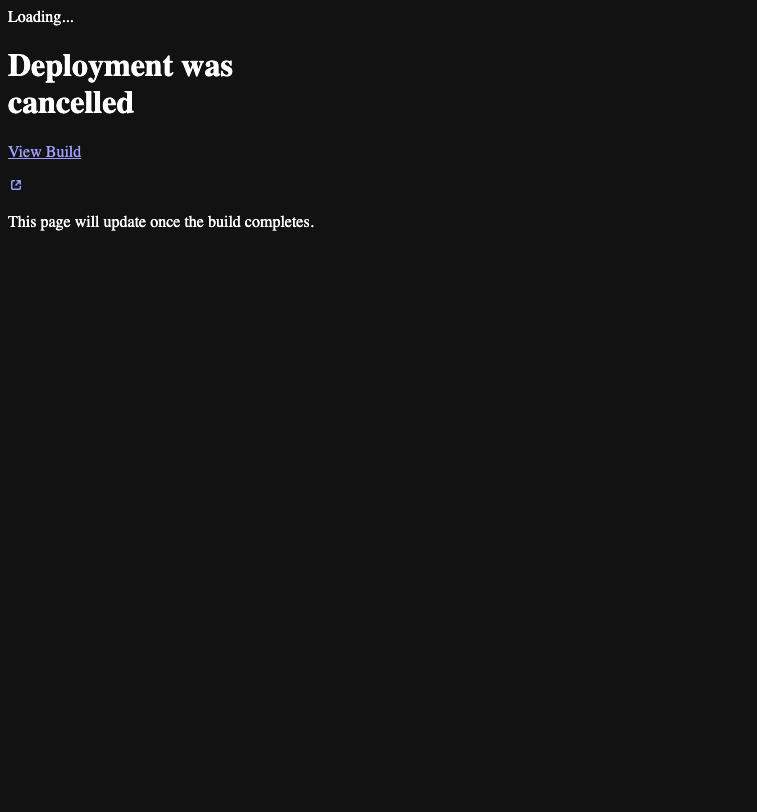 Loading...
Deployment was
cancelled
View Build
This page will update once the build completes.